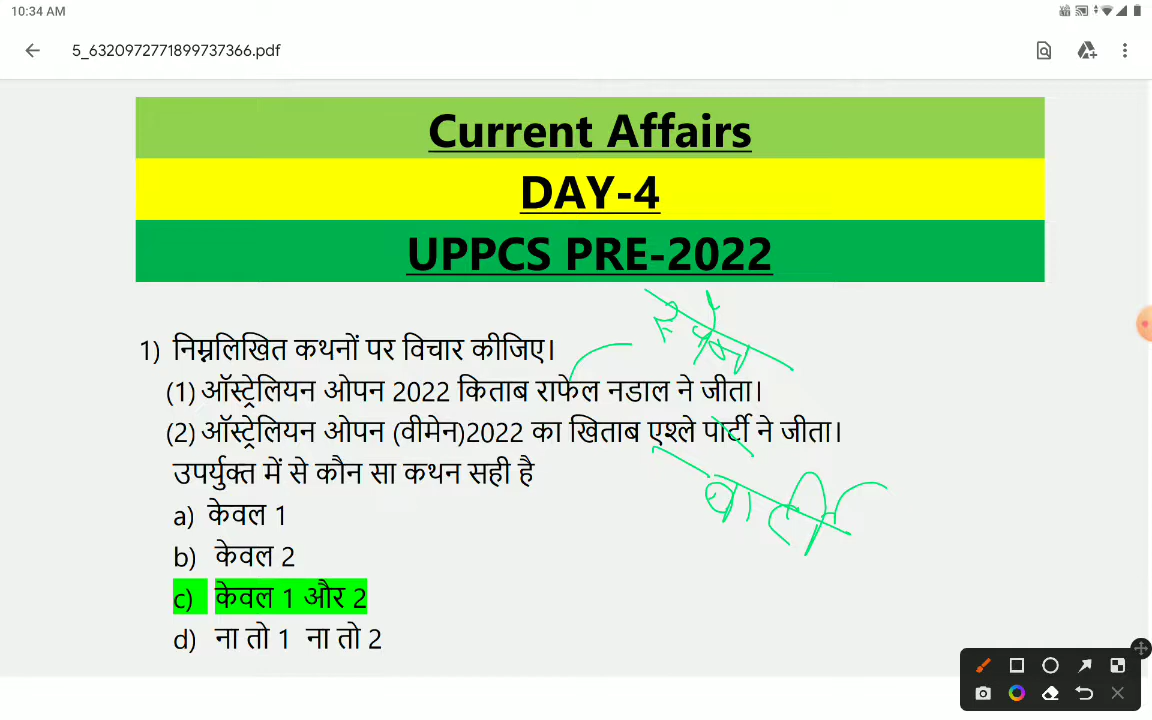 10:34 AM
5_6320972771899737366.pdf
Current Affairs
DAY-4
UPPCS PRE-2022
स्पेन
1) निम्नलिखित कथनों पर विचार कीजिए।
(1) ऑस्ट्रेलियन ओपन 2022 किताब राफेल नडाल ने जीता।
(2) ऑस्ट्रेलियन ओपन (वीमेन)2022 का खिताब एश्ले पोर्टी ने जीता।
बार्टी
उपर्युक्त में से कौन सा कथन सही है
a) केवल 1
b) केवल 2
c) केवल 1 और 2
d) ना तो 1 ना तो 2